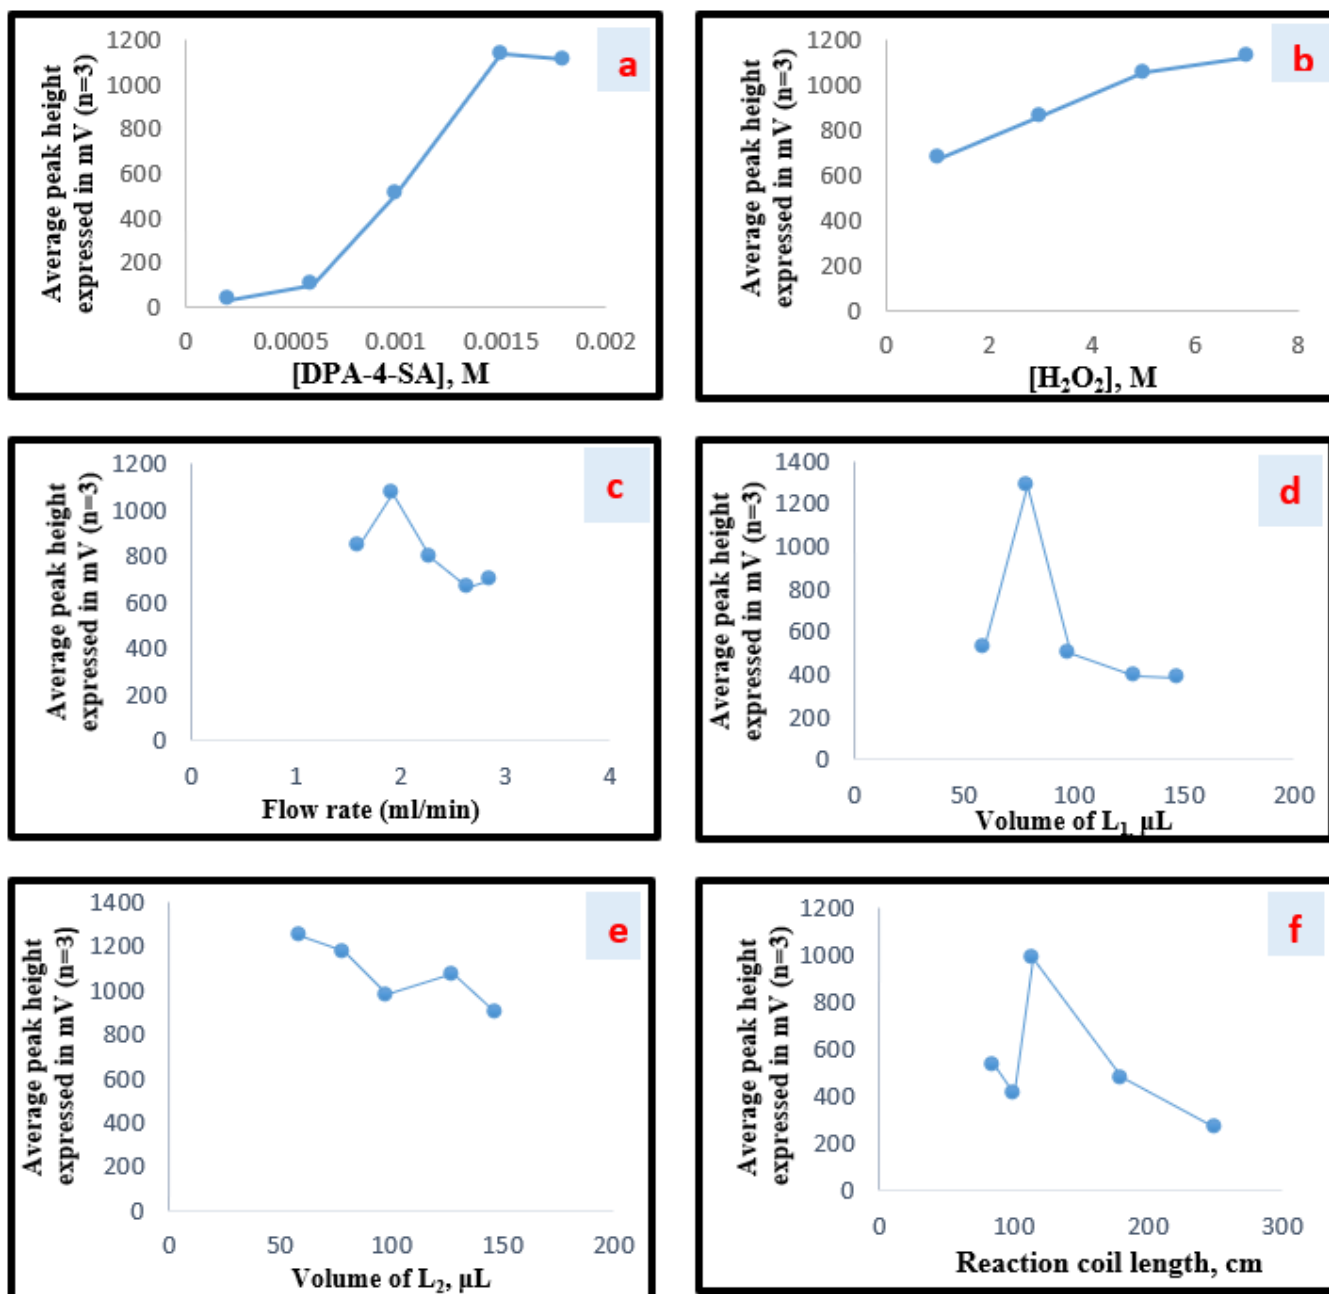 a
Average peak height
expressed in mV (n=3)
1200
1000
800
600
400
200
0
0 0.0005 0.001 0.0015 0.002
[DPA-4-SA], M
b
Average peak height
expressed in mV (n=3)
1200
1000
800
600
400
200
0
0 2 4 6 8
[H₂O₂], M
c
Average peak height
expressed in mV (n=3)
1200
1000
800
600
400
200
0
0 1 2 3 4
Flow rate (ml/min)
d
Average peak height
expressed in mV (n=3)
1400
1200
1000
800
600
400
200
0
0 50 100 150 200
Volume of L₁, µL
e
Average peak height
expressed in mV (n=3)
1400
1200
1000
800
600
400
200
0
0 50 100 150 200
Volume of L₂, µL
f
Average peak height
expressed in mV (n=3)
1200
1000
800
600
400
200
0
0 100 200 300
Reaction coil length, cm